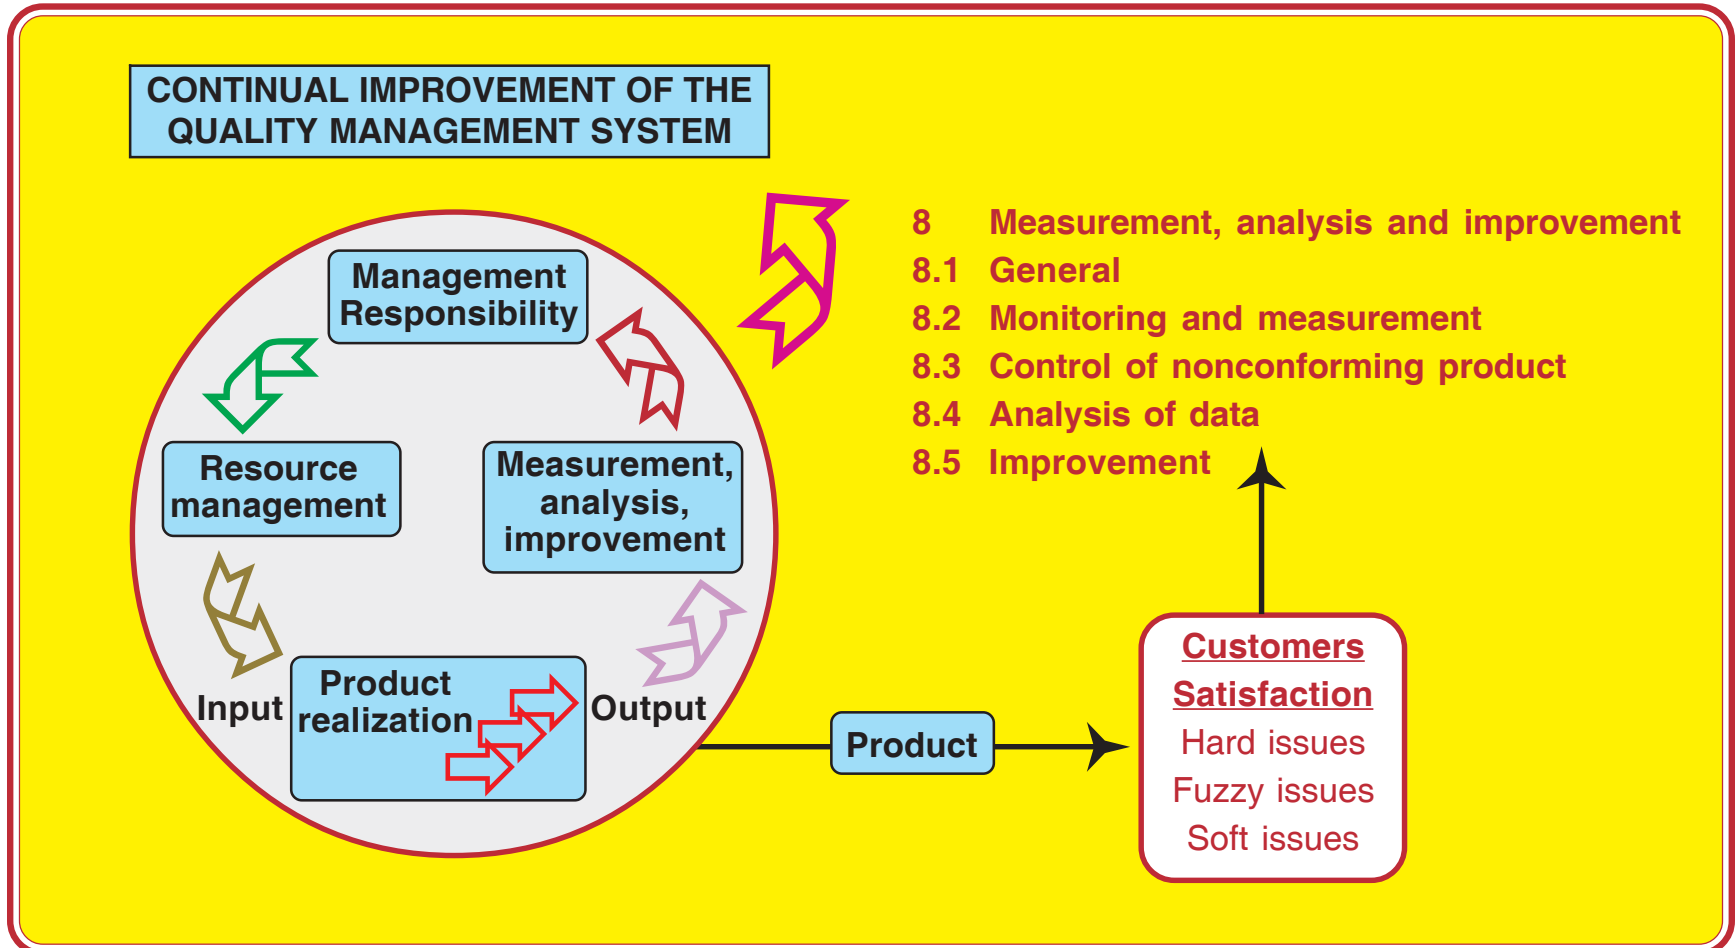 CONTINUAL IMPROVEMENT OF THE
QUALITY MANAGEMENT SYSTEM
Management
Responsibility
Resource
management
Measurement,
analysis,
improvement
Input
Product
realization
Output
Product
8 Measurement, analysis and improvement
8.1 General
8.2 Monitoring and measurement
8.3 Control of nonconforming product
8.4 Analysis of data
8.5 Improvement
Customers
Satisfaction
Hard issues
Fuzzy issues
Soft issues